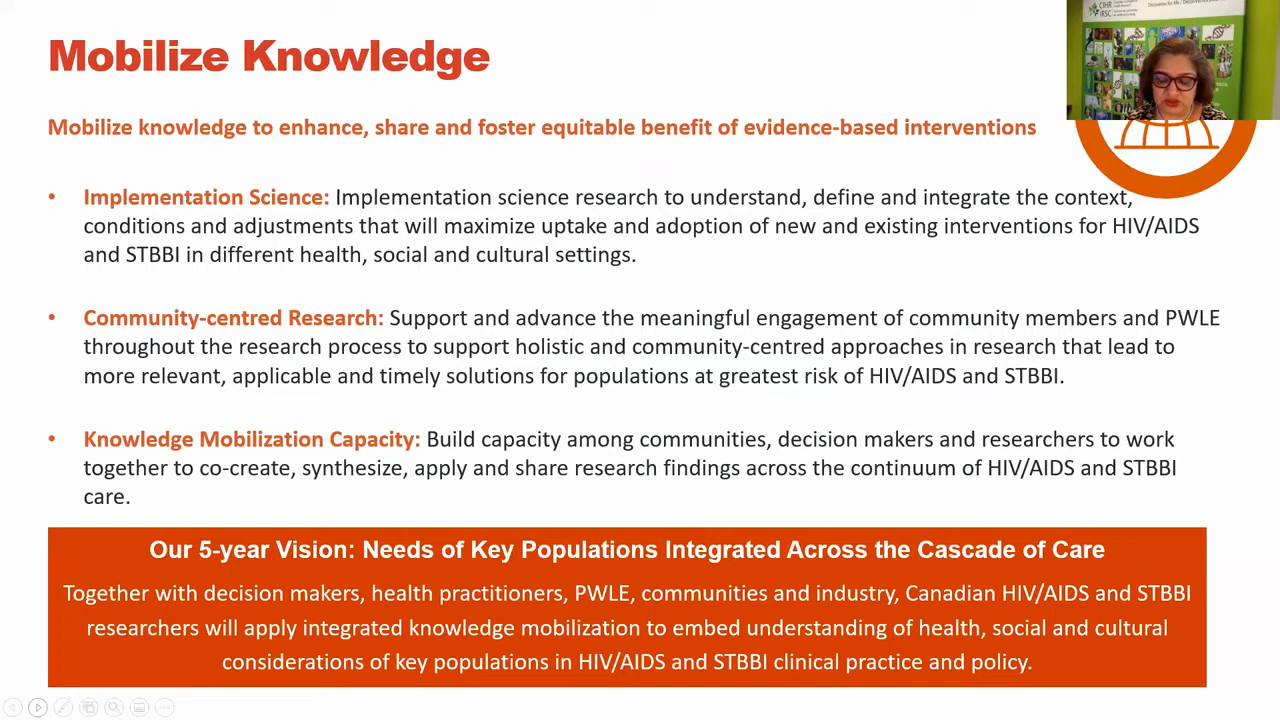 Mobilize Knowledge
Mobilize knowledge to enhance, share and foster equitable benefit of evidence-based interventions
• Implementation Science: Implementation science research to understand, define and integrate the context,
conditions and adjustments that will maximize uptake and adoption of new and existing interventions for HIV/AIDS
and STBBI in different health, social and cultural settings.
• Community-centred Research: Support and advance the meaningful engagement of community members and PWLE
throughout the research process to support holistic and community-centred approaches in research that lead to
more relevant, applicable and timely solutions for populations at greatest risk of HIV/AIDS and STBBI.
• Knowledge Mobilization Capacity: Build capacity among communities, decision makers and researchers to work
together to co-create, synthesize, apply and share research findings across the continuum of HIV/AIDS and STBBI
care.
Our 5-year Vision: Needs of Key Populations Integrated Across the Cascade of Care
Together with decision makers, health practitioners, PWLE, communities and industry, Canadian HIV/AIDS and STBBI
researchers will apply integrated knowledge mobilization to embed understanding of health, social and cultural
considerations of key populations in HIV/AIDS and STBBI clinical practice and policy.
CIHR
IRSC